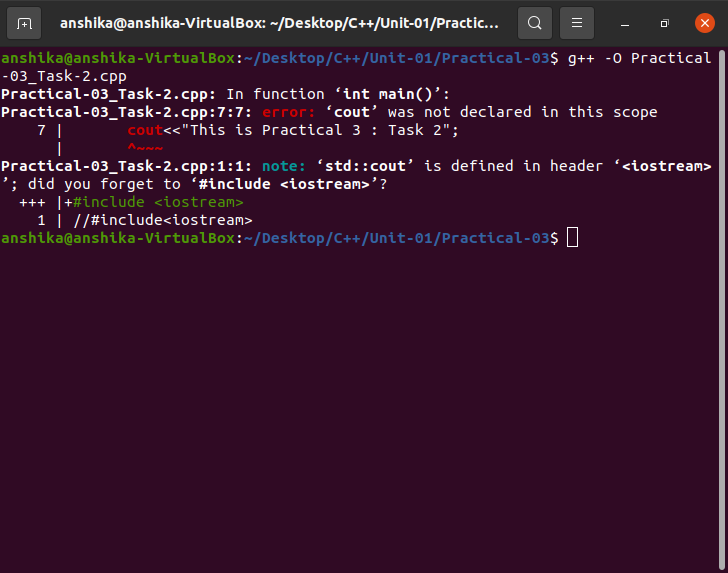 anshika@anshika-VirtualBox: ~/Desktop/C++/Unit-01/Practic...
anshika@anshika-VirtualBox:~/Desktop/C++/Unit-01/Practical-03$ g++ -O Practical
-03_Task-2.cpp
Practical-03_Task-2.cpp: In function ‘int main()’:
Practical-03_Task-2.cpp:7:7: error: ‘cout’ was not declared in this scope
    7 |       cout<<"This is Practical 3 : Task 2";
      |       ^~~~
Practical-03_Task-2.cpp:1:1: note: ‘std::cout’ is defined in header ‘<iostream>
’; did you forget to ‘#include <iostream>’?
  +++ |+#include <iostream>
    1 | //#include<iostream>
anshika@anshika-VirtualBox:~/Desktop/C++/Unit-01/Practical-03$